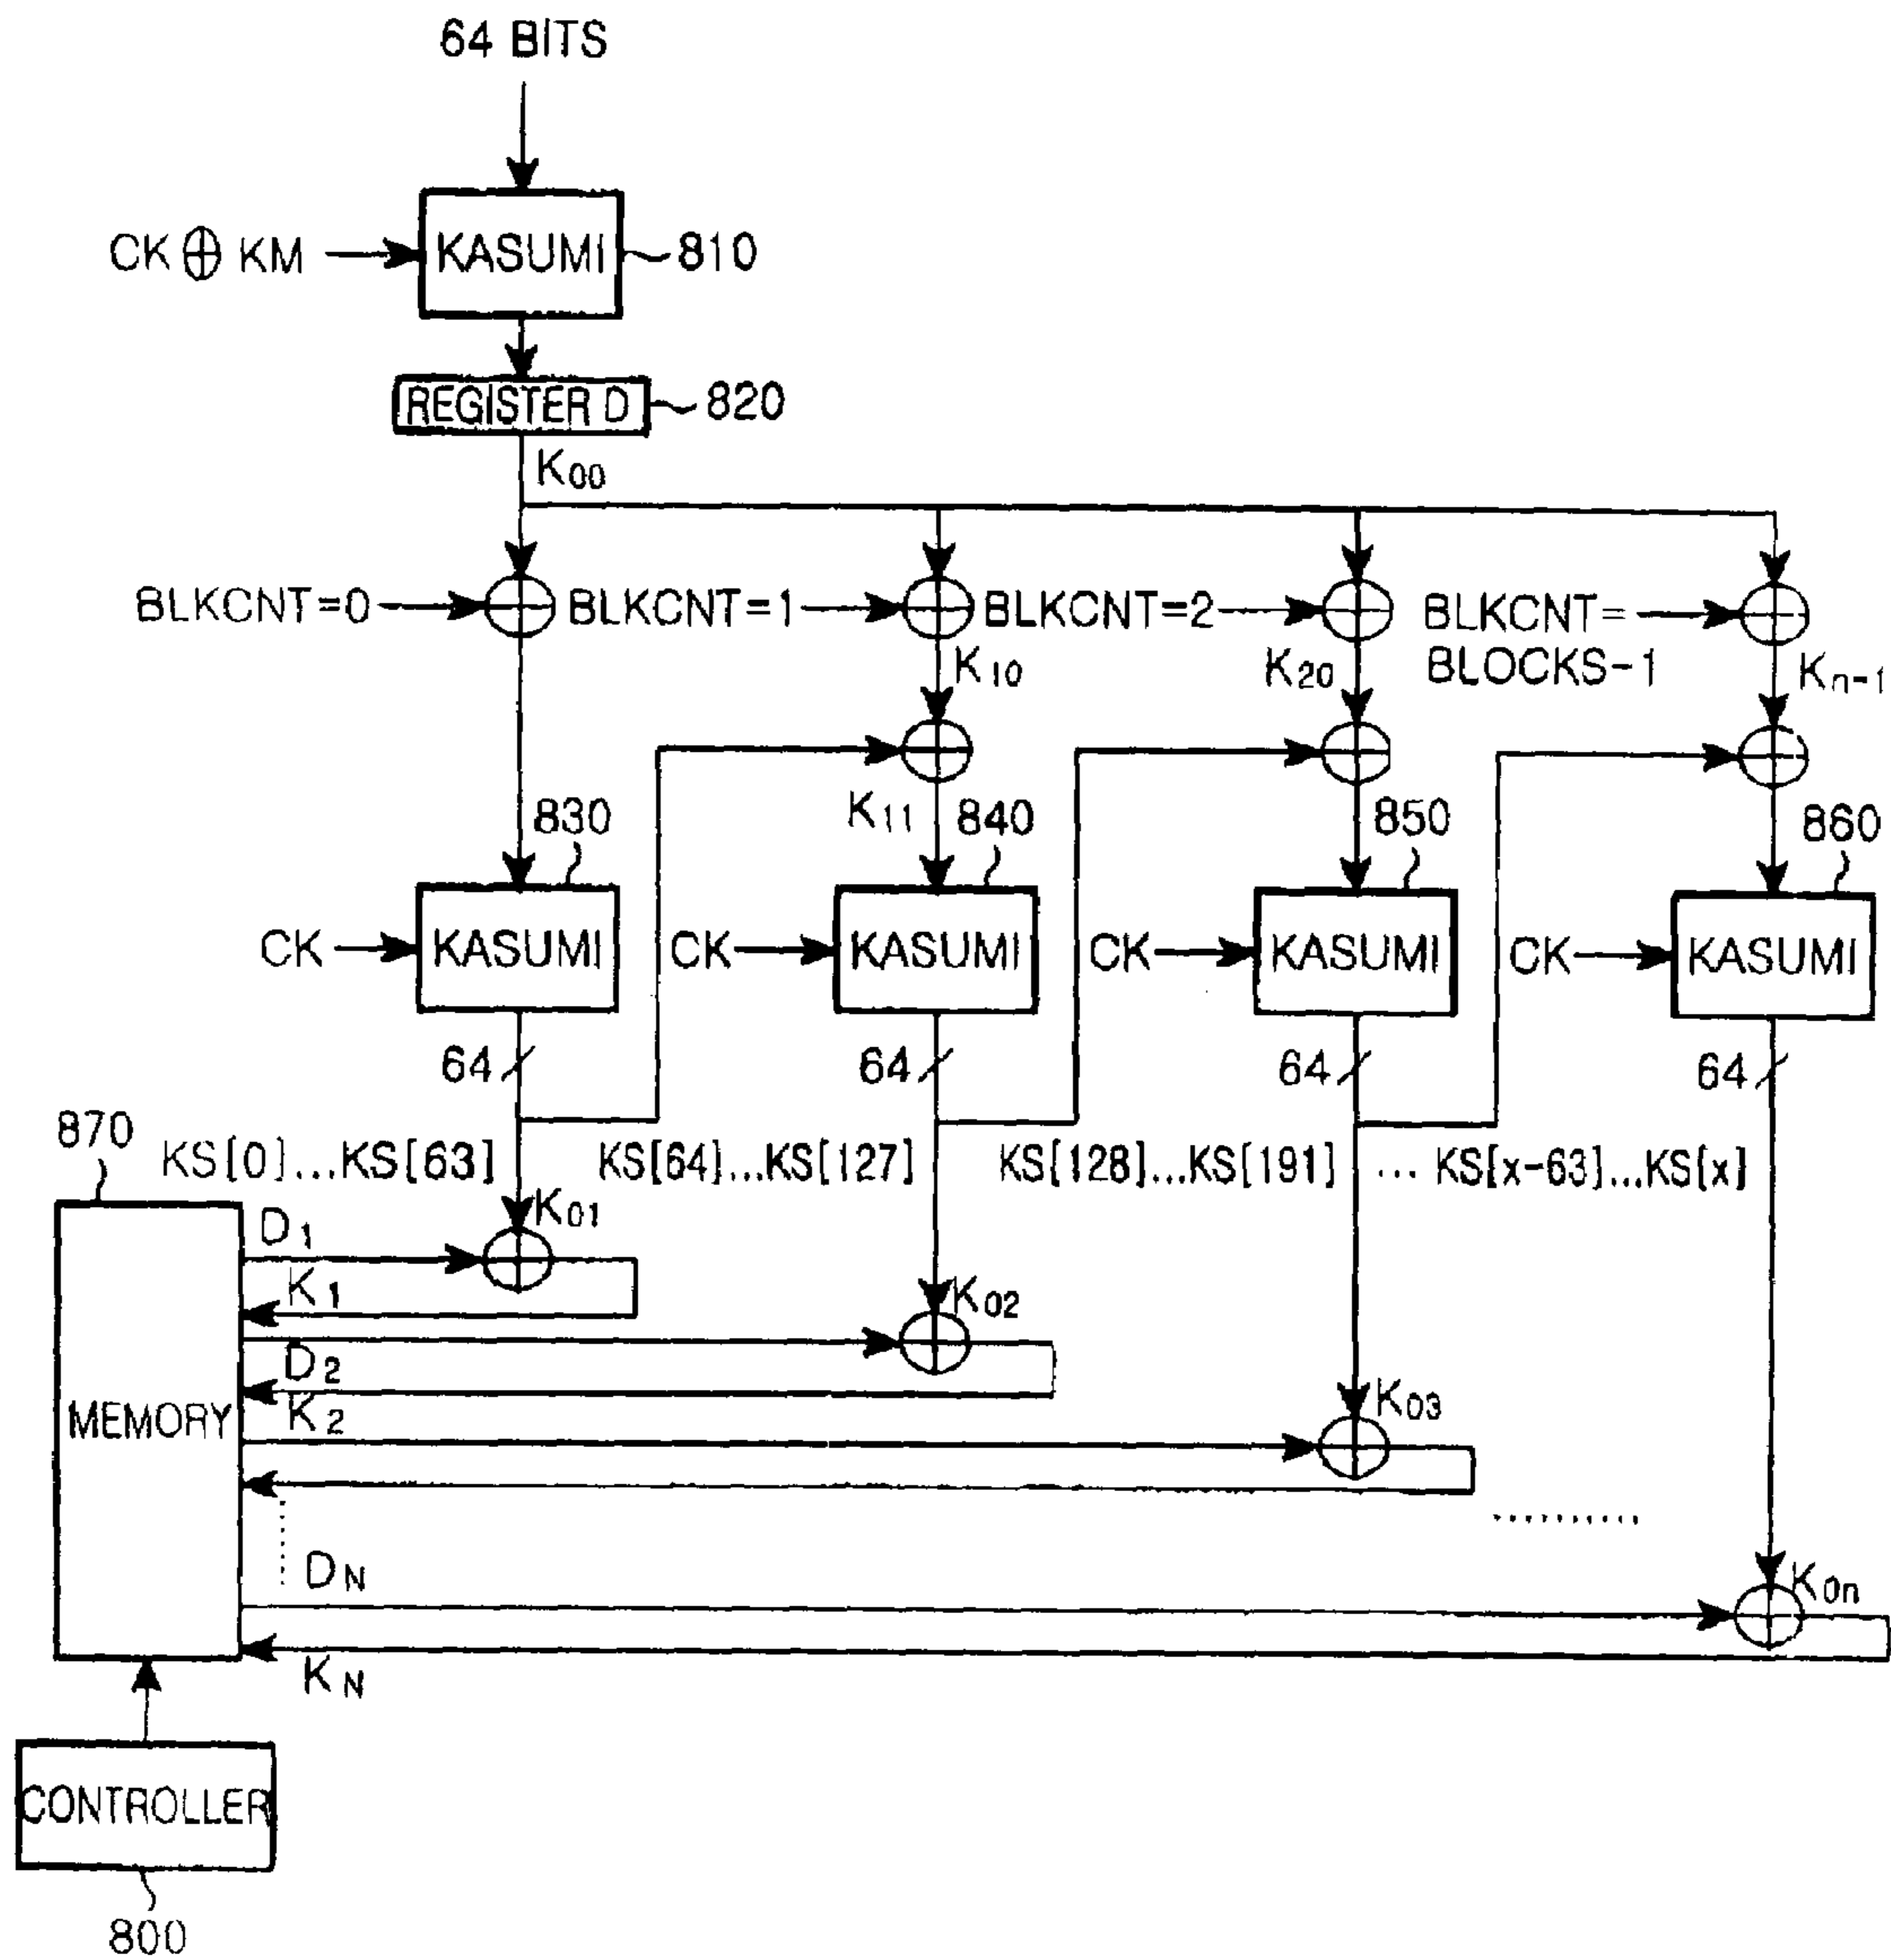 64 BITS
CK ⊕ KM
KASUMI
810
REGISTER D
820
K00
BLKCNT=0
BLKCNT=1
BLKCNT=2
BLKCNT=
BLOCKS-1
K10
K20
Kn-1
K11
830
840
850
860
CK
KASUMI
CK
KASUMI
CK
KASUMI
CK
KASUMI
64
64
64
64
870
KS[0]...KS[63]
KS[64]...KS[127]
KS[128]...KS[191]
...
KS[x-63]...KS[x]
K01
D1
K1
K02
D2
K2
K03
MEMORY
DN
K0n
KN
CONTROLLER
800